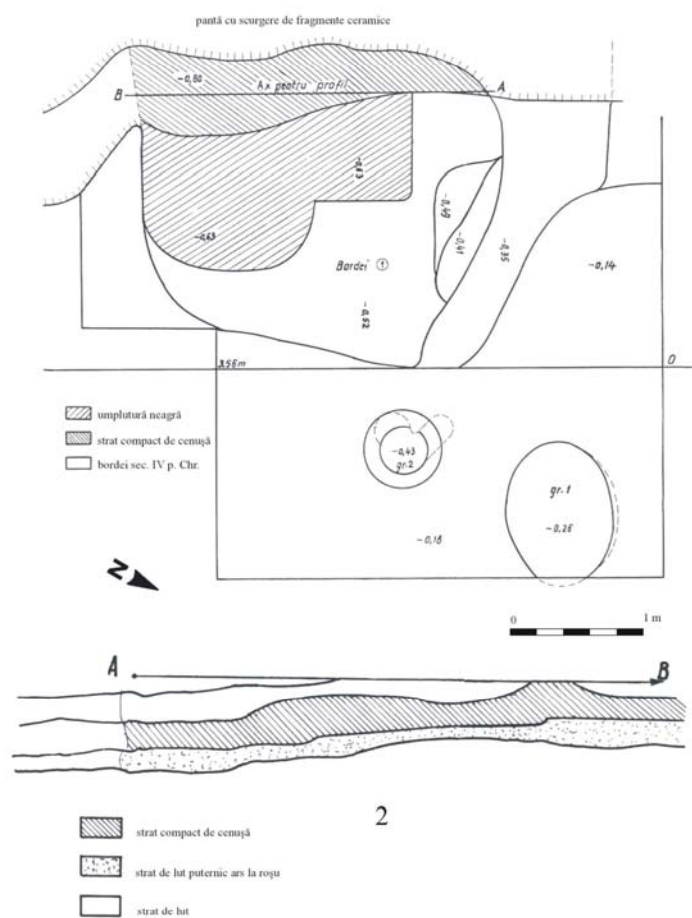 pantă cu scurgere de fragmente ceramice
-0,80
B
Ax pentru profil
A
-0,83
-0,63
-0,49
-0,41
-0,35
-0,14
Bordei 1
-0,52
3.56m
0
umplutură neagră
strat compact de cenușă
bordei sec. IV p. Chr.
-0,43
gr. 2
gr. 1
-0,26
-0,18
N
0
1 m
A
B
2
strat compact de cenușă
strat de lut puternic ars la roșu
strat de lut